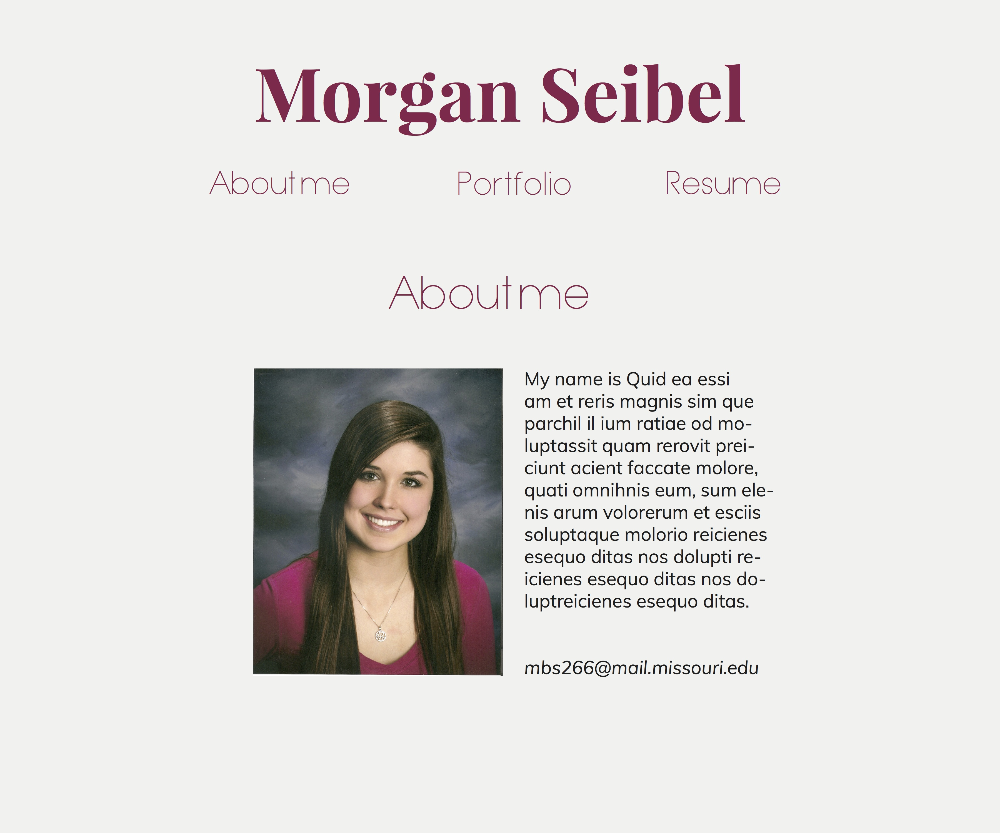 Morgan Seibel
About me
Portfolio
Resume
About me
My name is Quid ea essi
am et reris magnis sim que
parchil il ium ratiae od mo-
luptassit quam rerovit prei-
ciunt acient faccate molore,
quati omnihnis eum, sum ele-
nis arum volorerum et esciis
soluptaque molorio reicienes
esequo ditas nos dolupti re-
icienes esequo ditas nos do-
luptreicienes esequo ditas.
mbs266@mail.missouri.edu